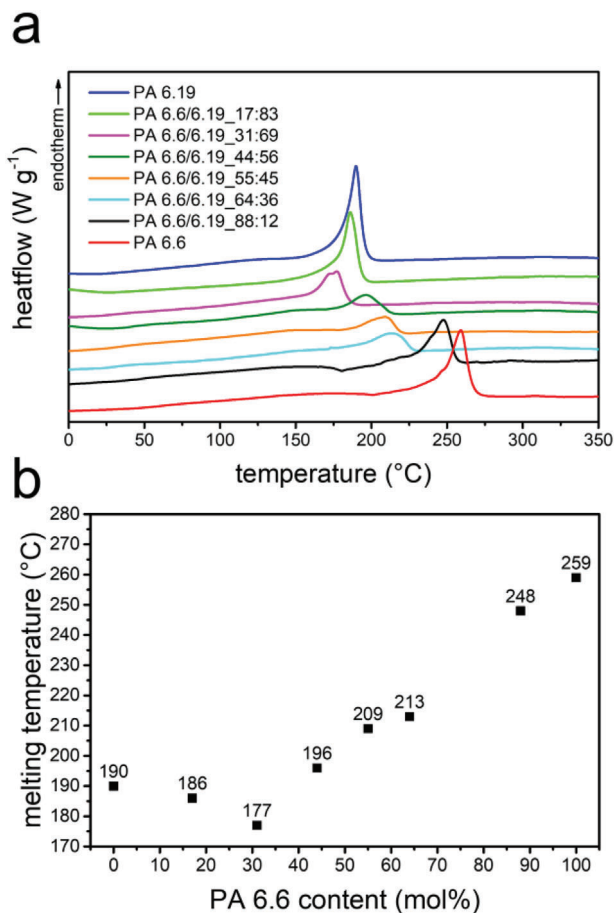 a
endotherm
heatflow (W g⁻¹)
PA 6.19
PA 6.6/6.19_17:83
PA 6.6/6.19_31:69
PA 6.6/6.19_44:56
PA 6.6/6.19_55:45
PA 6.6/6.19_64:36
PA 6.6/6.19_88:12
PA 6.6
0 50 100 150 200 250 300 350
temperature (°C)
b
melting temperature (°C)
280
270
260
250
240
230
220
210
200
190
180
170
190
186
177
196
209
213
248
259
0 10 20 30 40 50 60 70 80 90 100
PA 6.6 content (mol%)